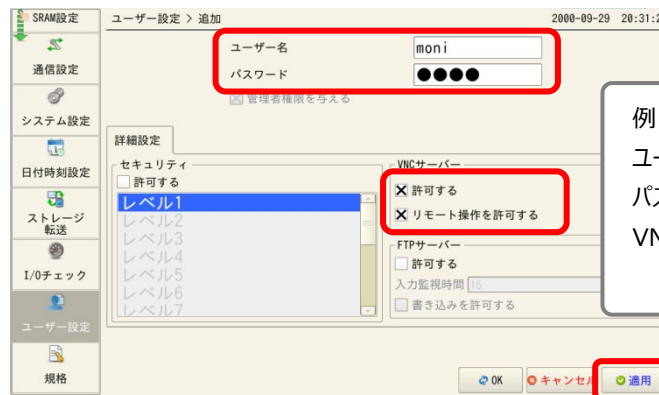 SRAM設定
ユーザー設定 > 追加
2000-09-29 20:31:2
通信設定
システム設定
日付時刻設定
ストレージ
転送
I/Oチェック
ユーザー設定
規格
ユーザー名
moni
パスワード
●●●●
管理者権限を与える
詳細設定
セキュリティ
許可する
レベル1
レベル2
レベル3
レベル4
レベル5
レベル6
レベル7
VNCサーバー
許可する
リモート操作を許可する
FTPサーバー
許可する
入力監視時間 15
書き込みを許可する
例
ユー
パス
VN
OK
キャンセル
適用